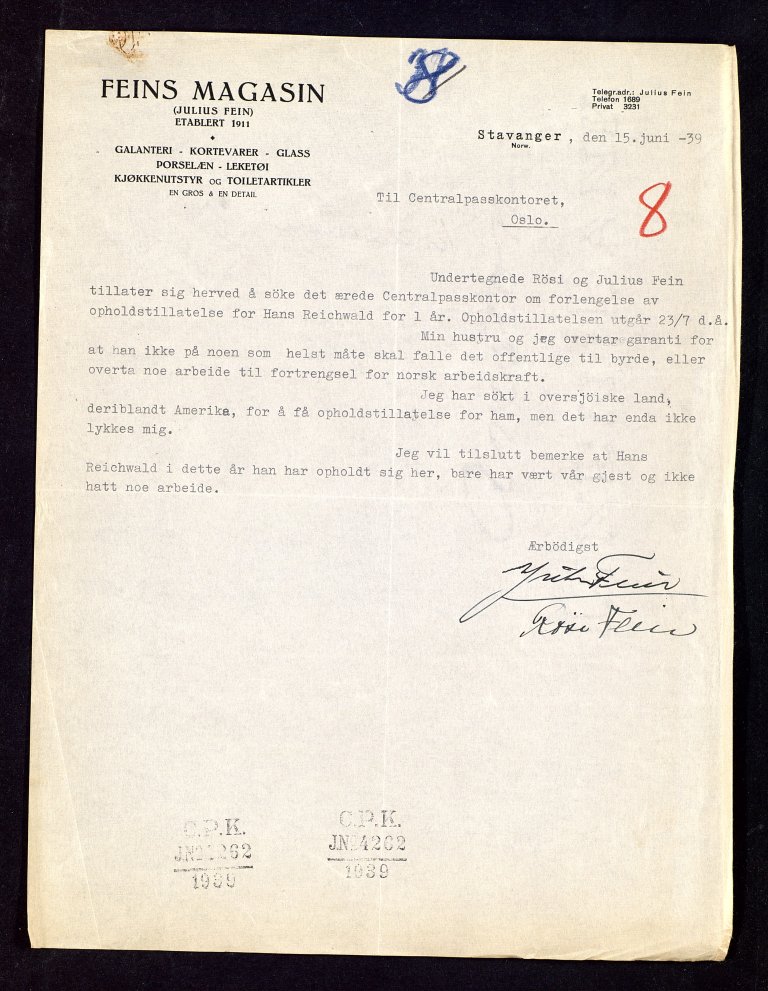 8
FEINS MAGASIN
(JULIUS FEIN)
ETABLERT 1911
GALANTERI - KORTEVARER - GLASS
PORSELÆN - LEKETØI
KJØKKENUTSTYR OG TOILETARTIKLER
EN GROS & EN DETAIL
Telegr.adr.: Julius Fein
Telefon 1689
Privat 3231
Stavanger, den 15.juni -39
Norw.
Til Centralpasskontoret,
Oslo.
8
Undertegnede Rösi og Julius Fein
tillater sig herved å söke det ærede Centralpasskontor om forlengelse av
opholdstillatelse for Hans Reichwald for 1 år. Opholdstillatelsen utgår 23/7 d.å.
Min hustru og jeg overtar garanti for
at han ikke på noen som helst måte skal falle det offentlige til byrde, eller
overta noe arbeide til fortrengsel for norsk arbeidskraft.
Jeg har sökt i oversjöiske land,
deriblandt Amerika, for å få opholdstillatelse for ham, men det har enda ikke
lykkes mig.
Jeg vil tilslutt bemerke at Hans
Reichwald i dette år han har opholdt sig her, bare har vært vår gjest og ikke
hatt noe arbeide.
Ærbödigst
Fein
Rösi Fein
C.P.K.
1939
C.P.K.
JN 4262
1939